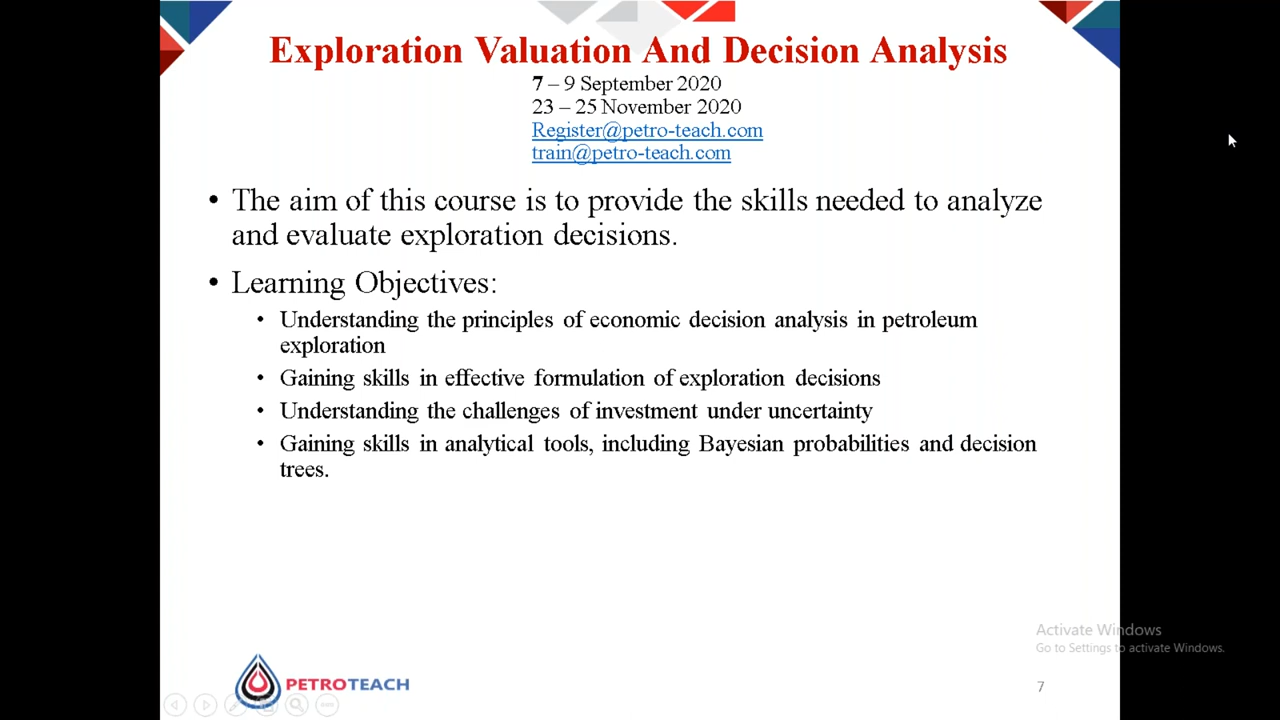 Exploration Valuation And Decision Analysis
7 – 9 September 2020
23 – 25 November 2020
Register@petro-teach.com
train@petro-teach.com
• The aim of this course is to provide the skills needed to analyze
and evaluate exploration decisions.
• Learning Objectives:
• Understanding the principles of economic decision analysis in petroleum
exploration
• Gaining skills in effective formulation of exploration decisions
• Understanding the challenges of investment under uncertainty
• Gaining skills in analytical tools, including Bayesian probabilities and decision
trees.
Activate Windows
Go to Settings to activate Windows.
PETROTEACH
7